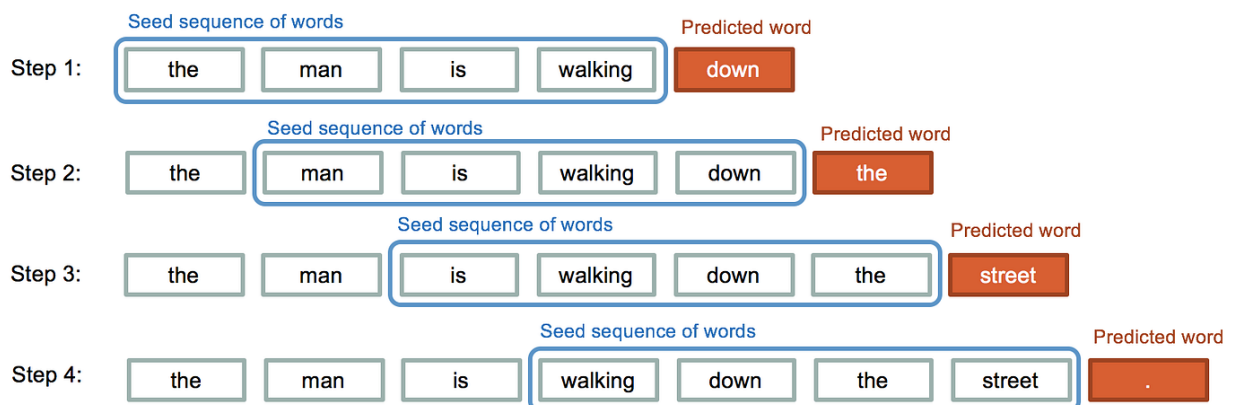 Seed sequence of words Predicted word
Step 1: the man is walking down
Seed sequence of words Predicted word
Step 2: the man is walking down the
Seed sequence of words Predicted word
Step 3: the man is walking down the street
Seed sequence of words Predicted word
Step 4: the man is walking down the street .